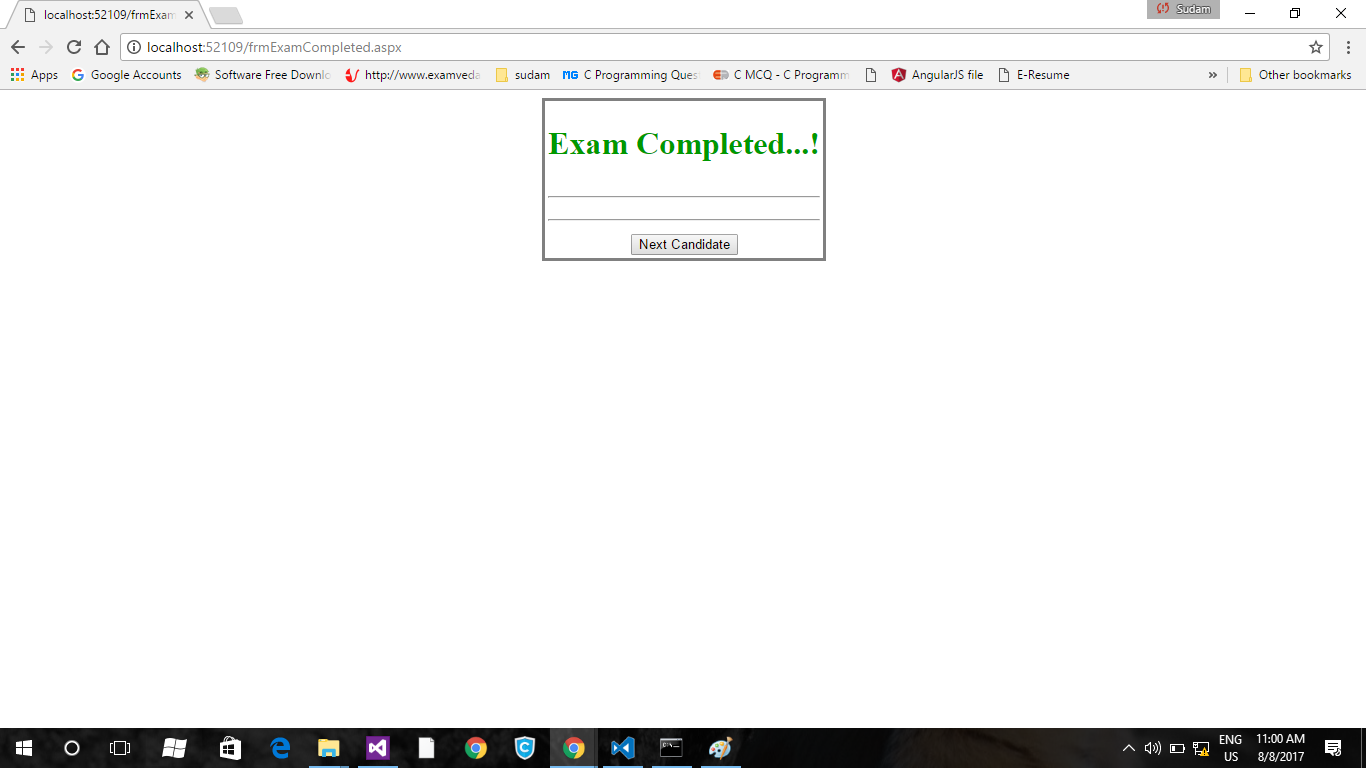 localhost:52109/frmExam
Sudam
localhost:52109/frmExamCompleted.aspx
Apps
Google Accounts
Software Free Downlo
http://www.examveda
sudam
MG C Programming Ques
C MCQ - C Programm
AngularJS file
E-Resume
»
Other bookmarks
Exam Completed...!
Next Candidate
ENG
US
11:00 AM
8/8/2017